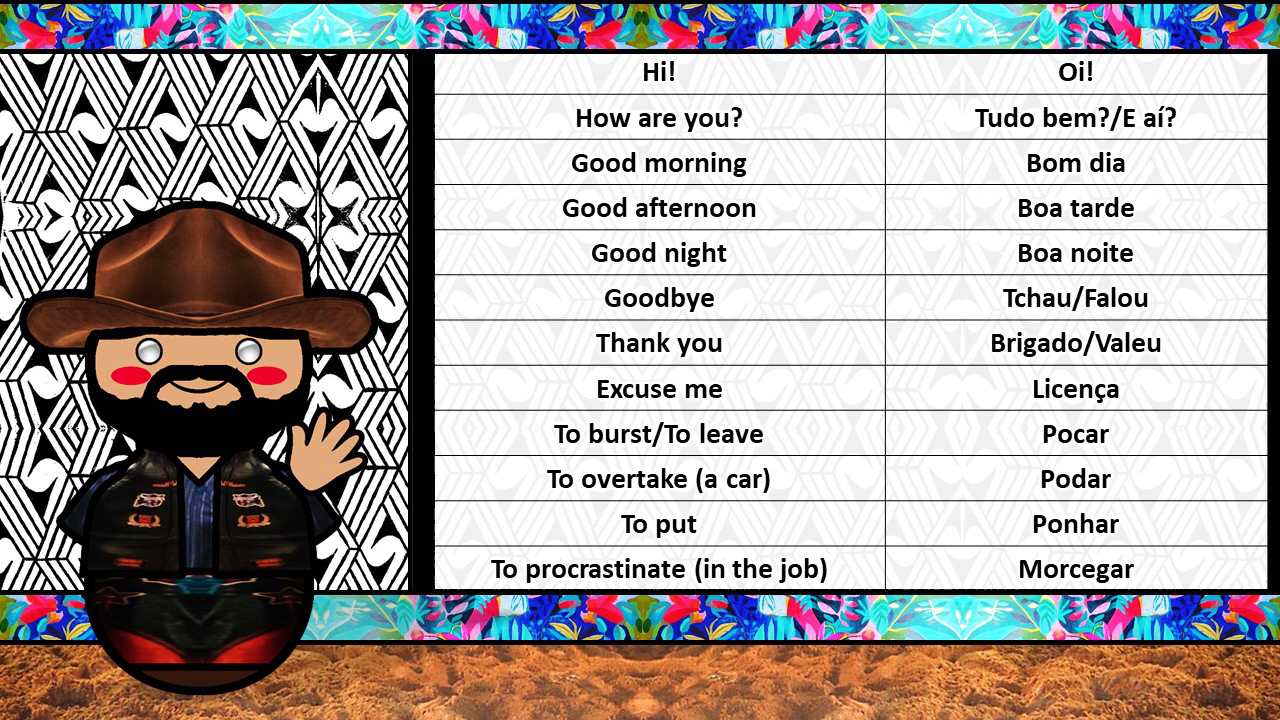 Hi! Oi!
How are you? Tudo bem?/E aí?
Good morning Bom dia
Good afternoon Boa tarde
Good night Boa noite
Goodbye Tchau/Falou
Thank you Brigado/Valeu
Excuse me Licença
To burst/To leave Pocar
To overtake (a car) Podar
To put Ponhar
To procrastinate (in the job) Morcegar